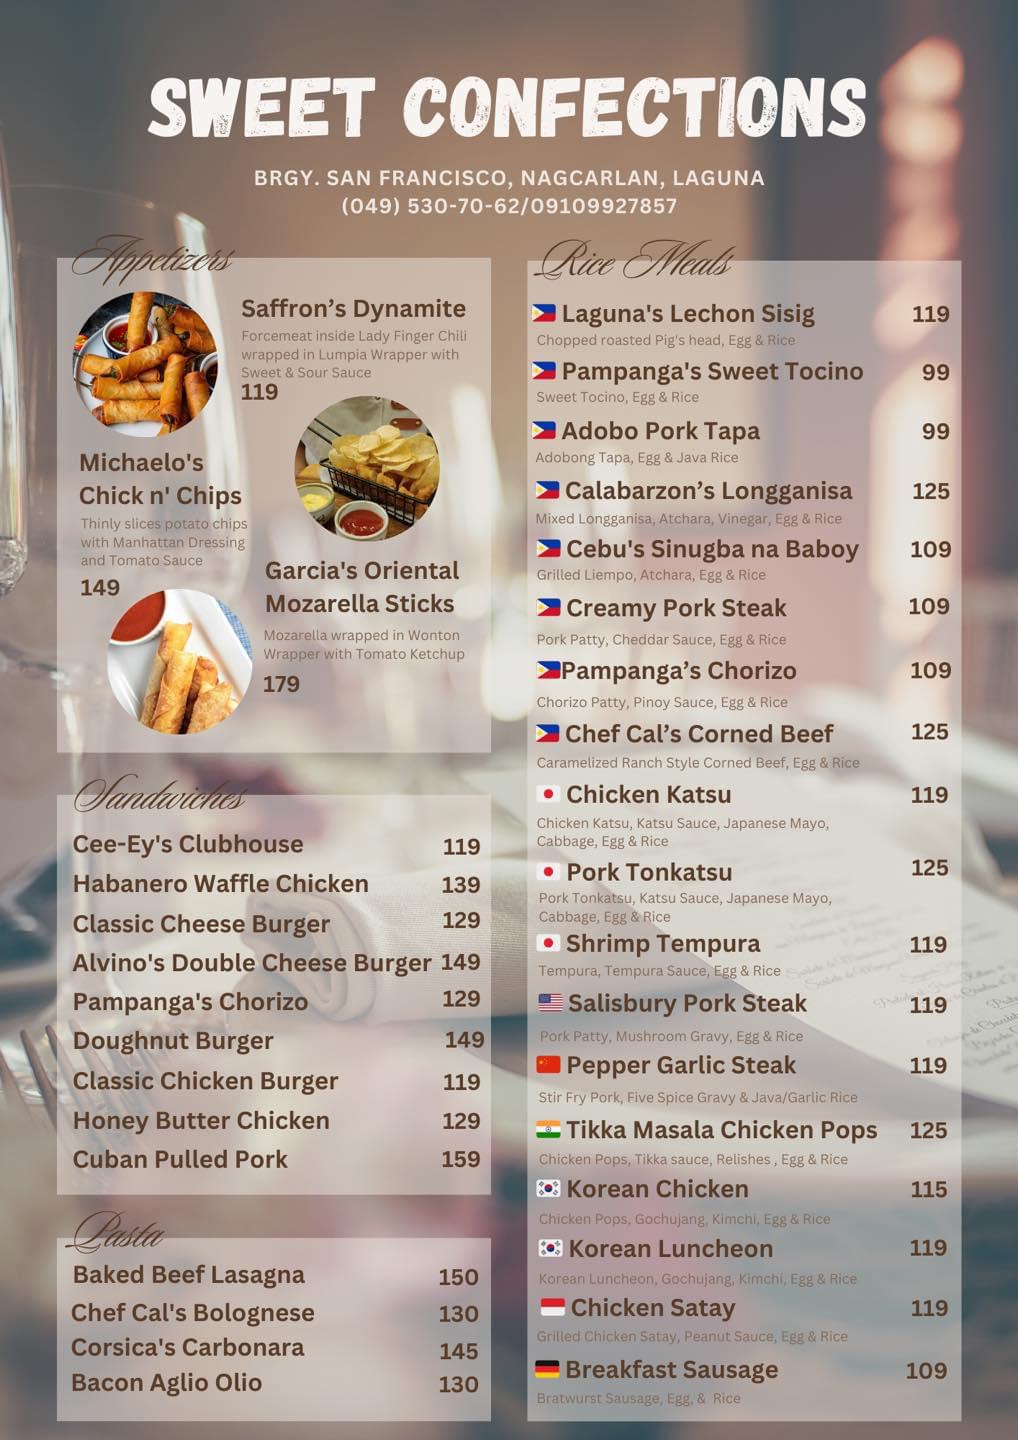 SWEET CONFECTIONS
BRGY. SAN FRANCISCO, NAGCARLAN, LAGUNA
(049) 530-70-62/09109927857
Appetizers
Saffron’s Dynamite
Forcemeat inside Lady Finger Chili
wrapped in Lumpia Wrapper with
Sweet & Sour Sauce
119
Michaelo's
Chick n' Chips
Thinly slices potato chips
with Manhattan Dressing
and Tomato Sauce
149
Garcia's Oriental
Mozarella Sticks
Mozarella wrapped in Wonton
Wrapper with Tomato Ketchup
179
Sandwiches
Cee-Ey's Clubhouse 119
Habanero Waffle Chicken 139
Classic Cheese Burger 129
Alvino's Double Cheese Burger 149
Pampanga's Chorizo 129
Doughnut Burger 149
Classic Chicken Burger 119
Honey Butter Chicken 129
Cuban Pulled Pork 159
Pasta
Baked Beef Lasagna 150
Chef Cal's Bolognese 130
Corsica's Carbonara 145
Bacon Aglio Olio 130
Rice Meals
Laguna's Lechon Sisig 119
Chopped roasted Pig's head, Egg & Rice
Pampanga's Sweet Tocino 99
Sweet Tocino, Egg & Rice
Adobo Pork Tapa 99
Adobong Tapa, Egg & Java Rice
Calabarzon’s Longganisa 125
Mixed Longganisa, Atchara, Vinegar, Egg & Rice
Cebu's Sinugba na Baboy 109
Grilled Liempo, Atchara, Egg & Rice
Creamy Pork Steak 109
Pork Patty, Cheddar Sauce, Egg & Rice
Pampanga’s Chorizo 109
Chorizo Patty, Pinoy Sauce, Egg & Rice
Chef Cal’s Corned Beef 125
Caramelized Ranch Style Corned Beef, Egg & Rice
Chicken Katsu 119
Chicken Katsu, Katsu Sauce, Japanese Mayo,
Cabbage, Egg & Rice
Pork Tonkatsu 125
Pork Tonkatsu, Katsu Sauce, Japanese Mayo,
Cabbage, Egg & Rice
Shrimp Tempura 119
Tempura, Tempura Sauce, Egg & Rice
Salisbury Pork Steak 119
Pork Patty, Mushroom Gravy, Egg & Rice
Pepper Garlic Steak 119
Stir Fry Pork, Five Spice Gravy & Java/Garlic Rice
Tikka Masala Chicken Pops 125
Chicken Pops, Tikka sauce, Relishes , Egg & Rice
Korean Chicken 115
Chicken Pops, Gochujang, Kimchi, Egg & Rice
Korean Luncheon 119
Korean Luncheon, Gochujang, Kimchi, Egg & Rice
Chicken Satay 119
Grilled Chicken Satay, Peanut Sauce, Egg & Rice
Breakfast Sausage 109
Bratwurst Sausage, Egg, & Rice